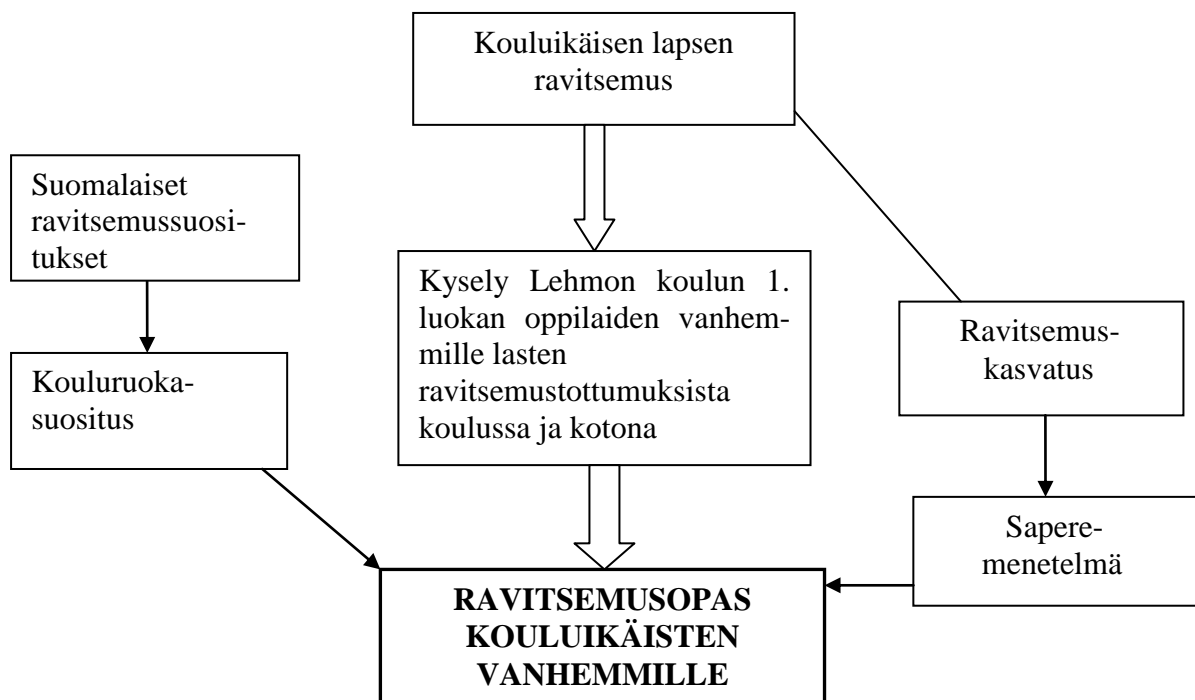 Kouluikäisen lapsen
ravitsemus
Suomalaiset
ravitsemussuosi-
tukset
Kysely Lehmon koulun 1.
luokan oppilaiden vanhem-
mille lasten
ravitsemustottumuksista
koulussa ja kotona
Kouluruoka-
suositus
Ravitsemus-
kasvatus
Sapere-
menetelmä
RAVITSEMUSOPAS
KOULUIKÄISTEN
VANHEMMILLE